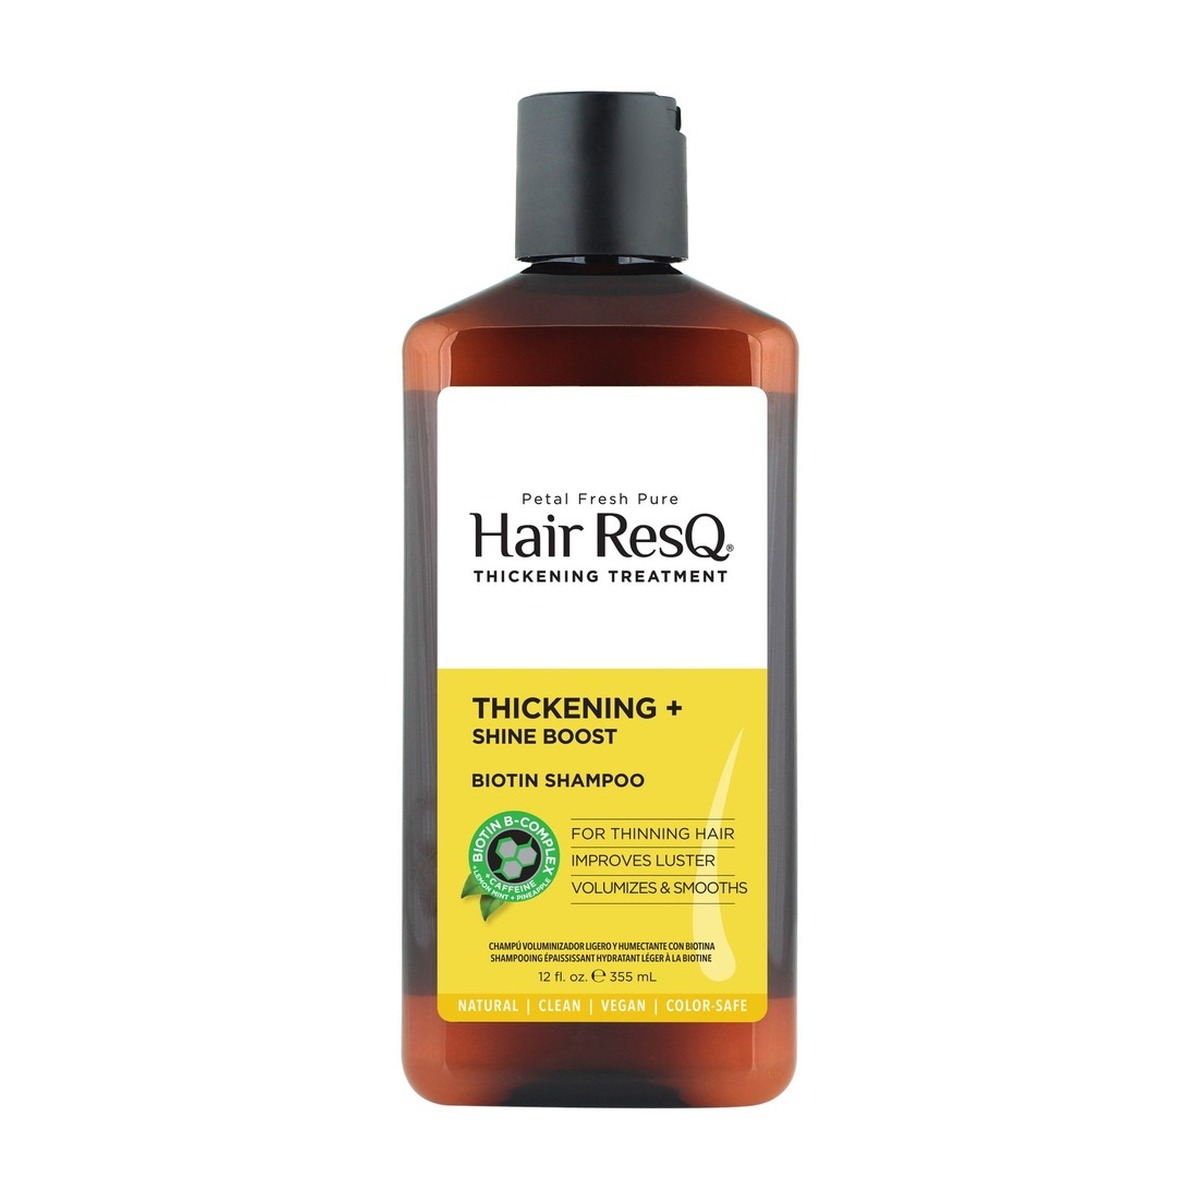 Petal Fresh Pure
Hair ResQ®
THICKENING TREATMENT
THICKENING +
SHINE BOOST
BIOTIN SHAMPOO
BIOTIN B-COMPLEX
+ CAFFEINE
+ LEMON MINT + PINEAPPLE
FOR THINNING HAIR
IMPROVES LUSTER
VOLUMIZES & SMOOTHS
CHAMPÚ VOLUMINIZADOR LIGERO Y HUMECTANTE CON BIOTINA
SHAMPOOING ÉPAISSISSANT HYDRATANT LÉGER À LA BIOTINE
12 fl. oz. ℮ 355 mL
NATURAL | CLEAN | VEGAN | COLOR-SAFE